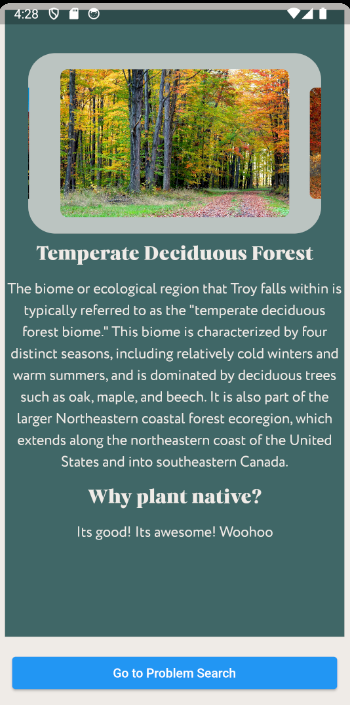 4:28
Temperate Deciduous Forest
The biome or ecological region that Troy falls within is
typically referred to as the "temperate deciduous
forest biome." This biome is characterized by four
distinct seasons, including relatively cold winters and
warm summers, and is dominated by deciduous trees
such as oak, maple, and beech. It is also part of the
larger Northeastern coastal forest ecoregion, which
extends along the northeastern coast of the United
States and into southeastern Canada.
Why plant native?
Its good! Its awesome! Woohoo
Go to Problem Search